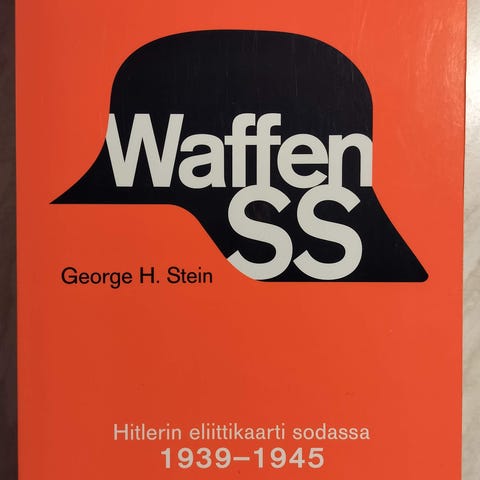 Waffen
SS
George H. Stein
Hitlerin eliittikaarti sodassa
1939–1945